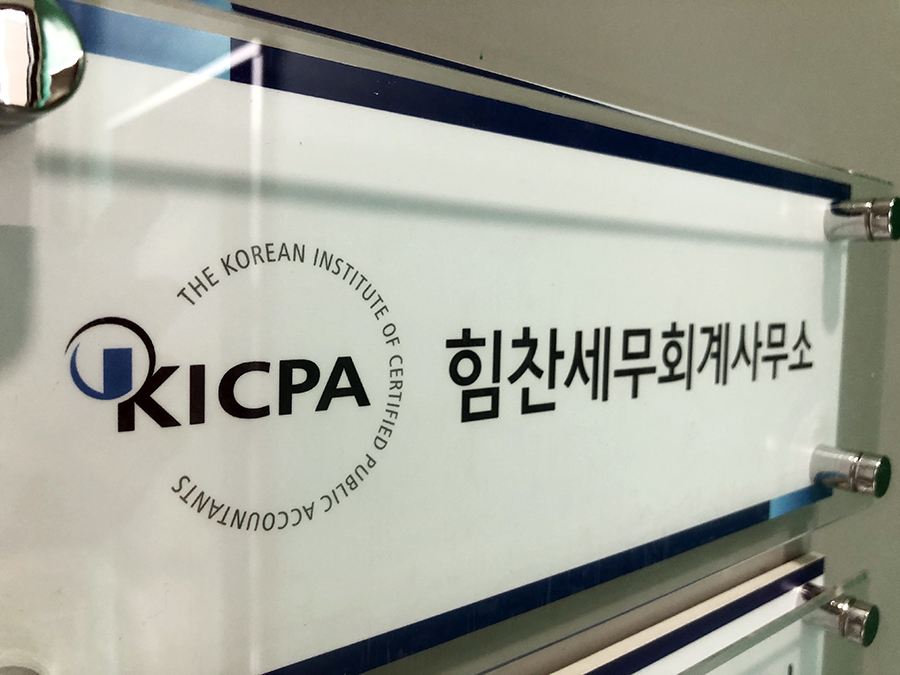 THE KOREAN INSTITUTE OF CERTIFIED PUBLIC ACCOUNTANTS
KICPA
힘찬세무회계사무소